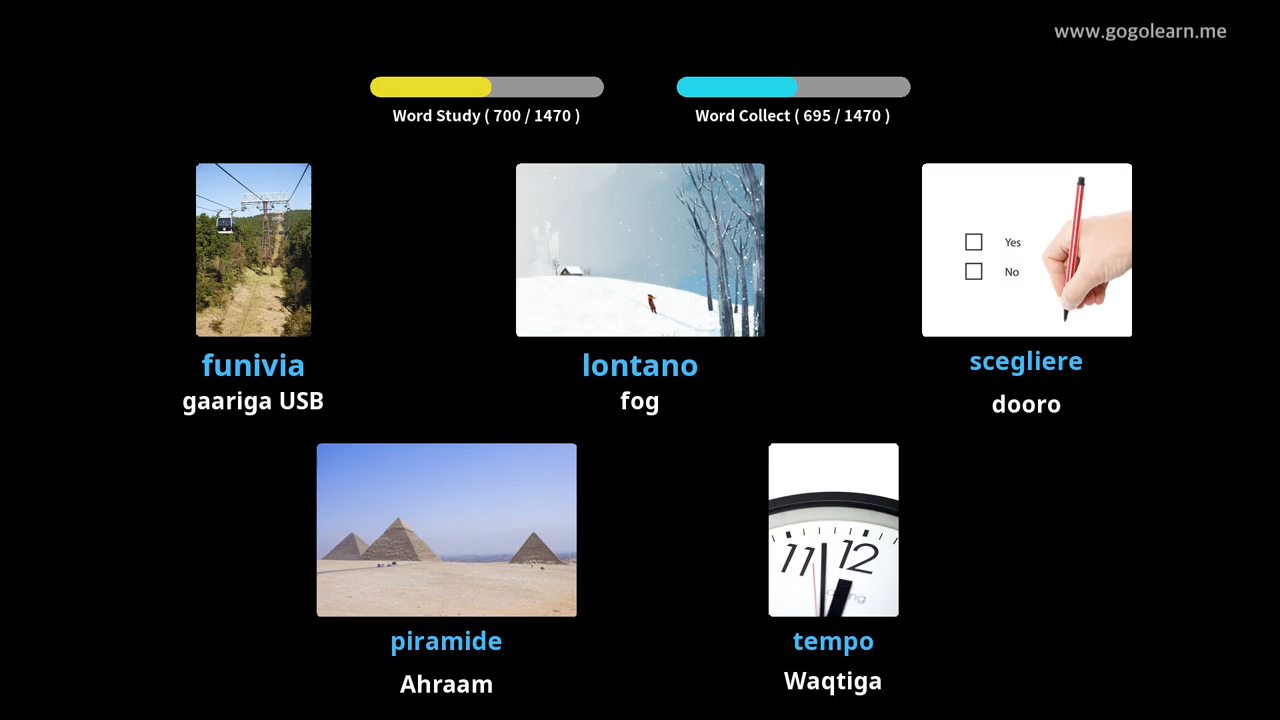 www.gogolearn.me
Word Study ( 700 / 1470 )
Word Collect ( 695 / 1470 )
Yes
No
funivia
gaariga USB
lontano
fog
scegliere
dooro
11 12
piramide
Ahraam
tempo
Waqtiga